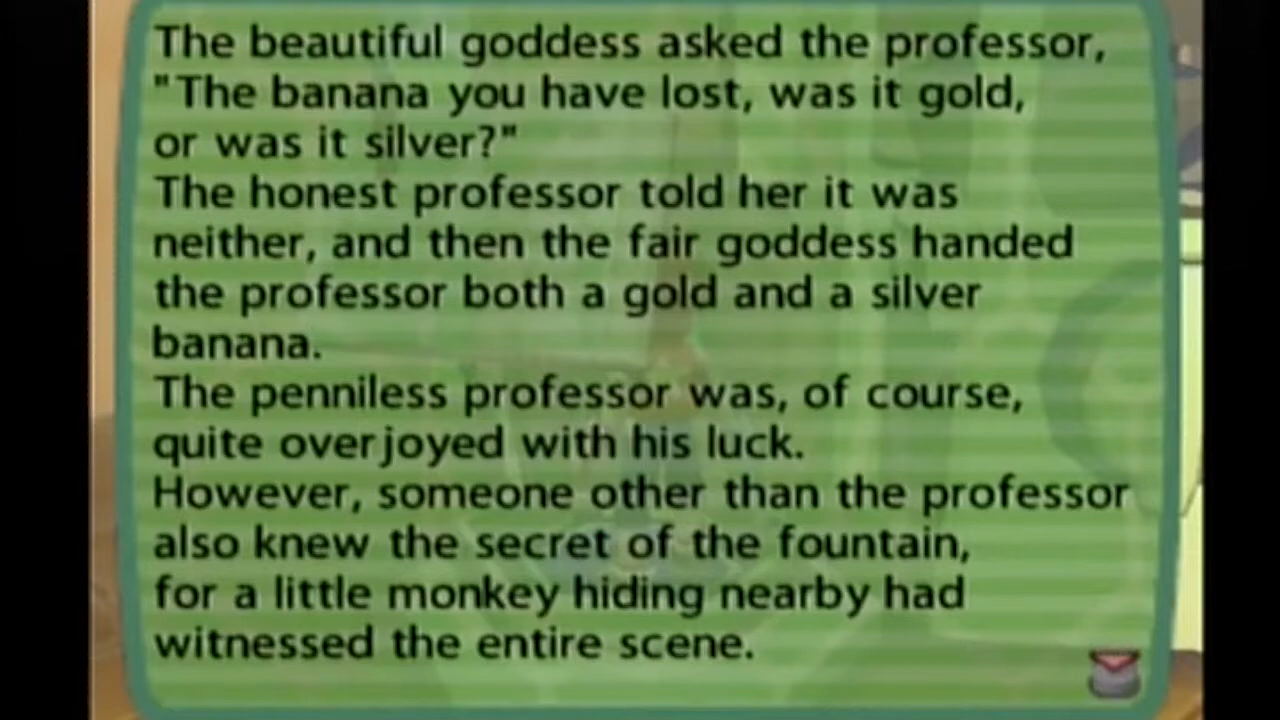 The beautiful goddess asked the professor,
"The banana you have lost, was it gold,
or was it silver?"
The honest professor told her it was
neither, and then the fair goddess handed
the professor both a gold and a silver
banana.
The penniless professor was, of course,
quite overjoyed with his luck.
However, someone other than the professor
also knew the secret of the fountain,
for a little monkey hiding nearby had
witnessed the entire scene.